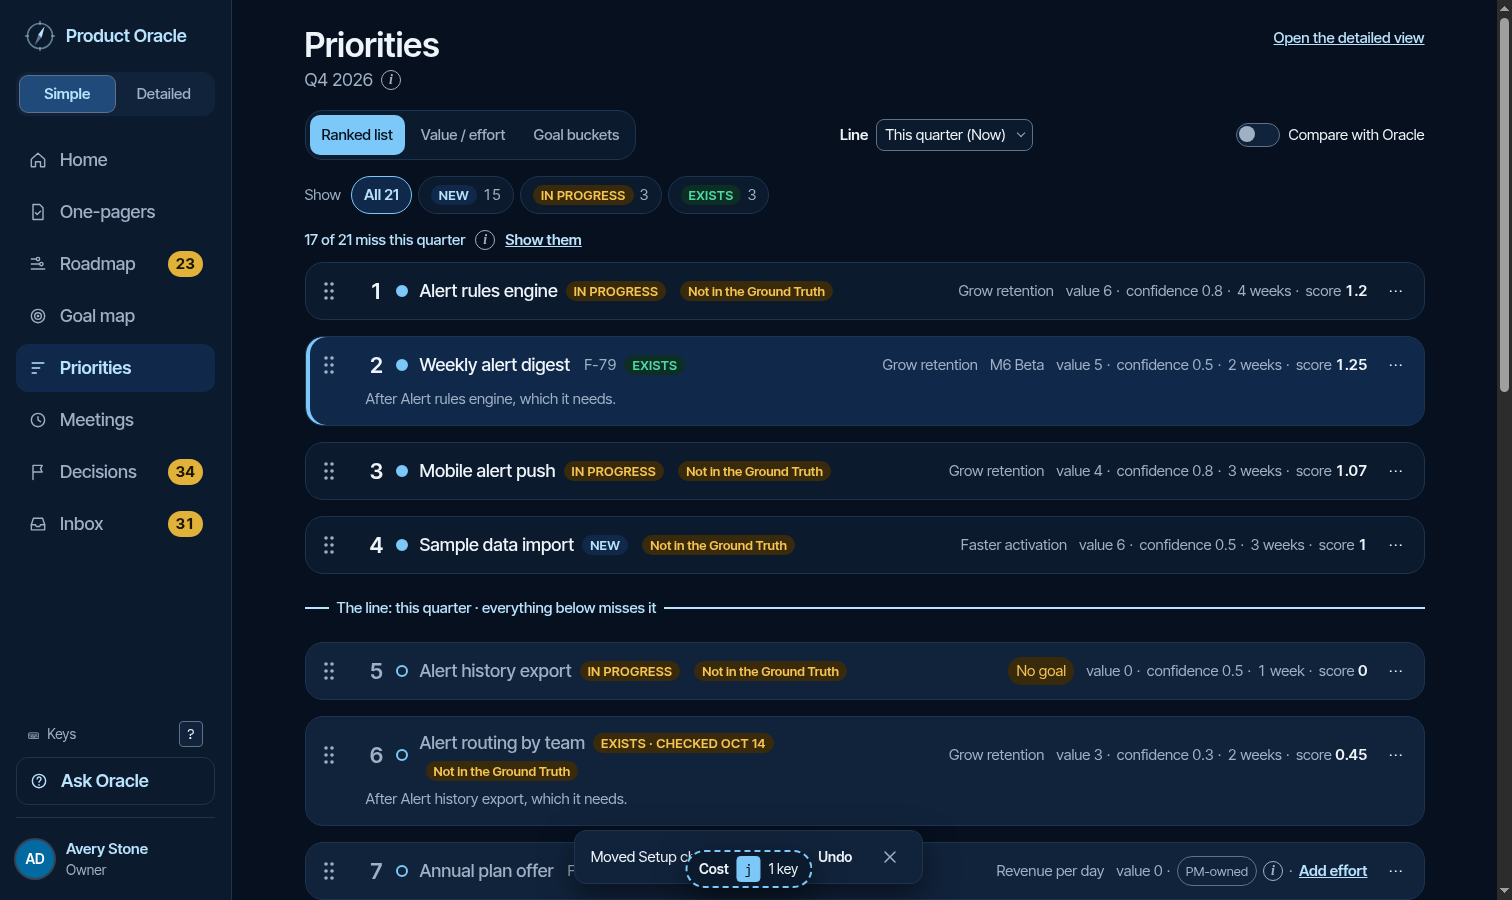 Product Oracle
Simple
Detailed
Home
One-pagers
Roadmap 23
Goal map
Priorities
Meetings
Decisions 34
Inbox 31
Keys ?
Ask Oracle
AD
Avery Stone
Owner
Priorities
Open the detailed view
Q4 2026 i
Ranked list
Value / effort
Goal buckets
Line This quarter (Now)
Compare with Oracle
Show All 21 NEW 15 IN PROGRESS 3 EXISTS 3
17 of 21 miss this quarter i Show them
1 Alert rules engine IN PROGRESS Not in the Ground Truth Grow retention value 6 · confidence 0.8 · 4 weeks · score 1.2 ···
2 Weekly alert digest F-79 EXISTS Grow retention M6 Beta value 5 · confidence 0.5 · 2 weeks · score 1.25 ···
After Alert rules engine, which it needs.
3 Mobile alert push IN PROGRESS Not in the Ground Truth Grow retention value 4 · confidence 0.8 · 3 weeks · score 1.07 ···
4 Sample data import NEW Not in the Ground Truth Faster activation value 6 · confidence 0.5 · 3 weeks · score 1 ···
The line: this quarter · everything below misses it
5 Alert history export IN PROGRESS Not in the Ground Truth No goal value 0 · confidence 0.5 · 1 week · score 0 ···
6 Alert routing by team EXISTS · CHECKED OCT 14
Not in the Ground Truth Grow retention value 3 · confidence 0.3 · 2 weeks · score 0.45 ···
After Alert history export, which it needs.
7 Annual plan offer Revenue per day value 0 · PM-owned i · Add effort ···
Moved Setup Undo
Cost j 1 key